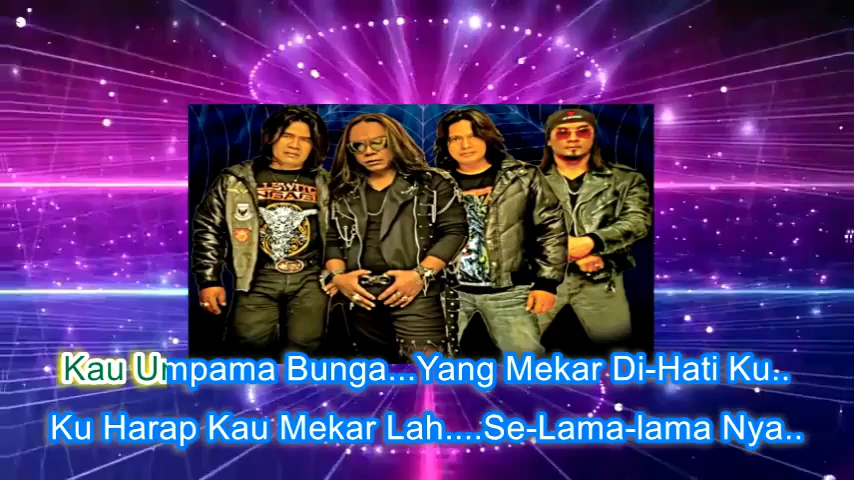 Kau Umpama Bunga...Yang Mekar Di-Hati Ku..
Ku Harap Kau Mekar Lah....Se-Lama-lama Nya..